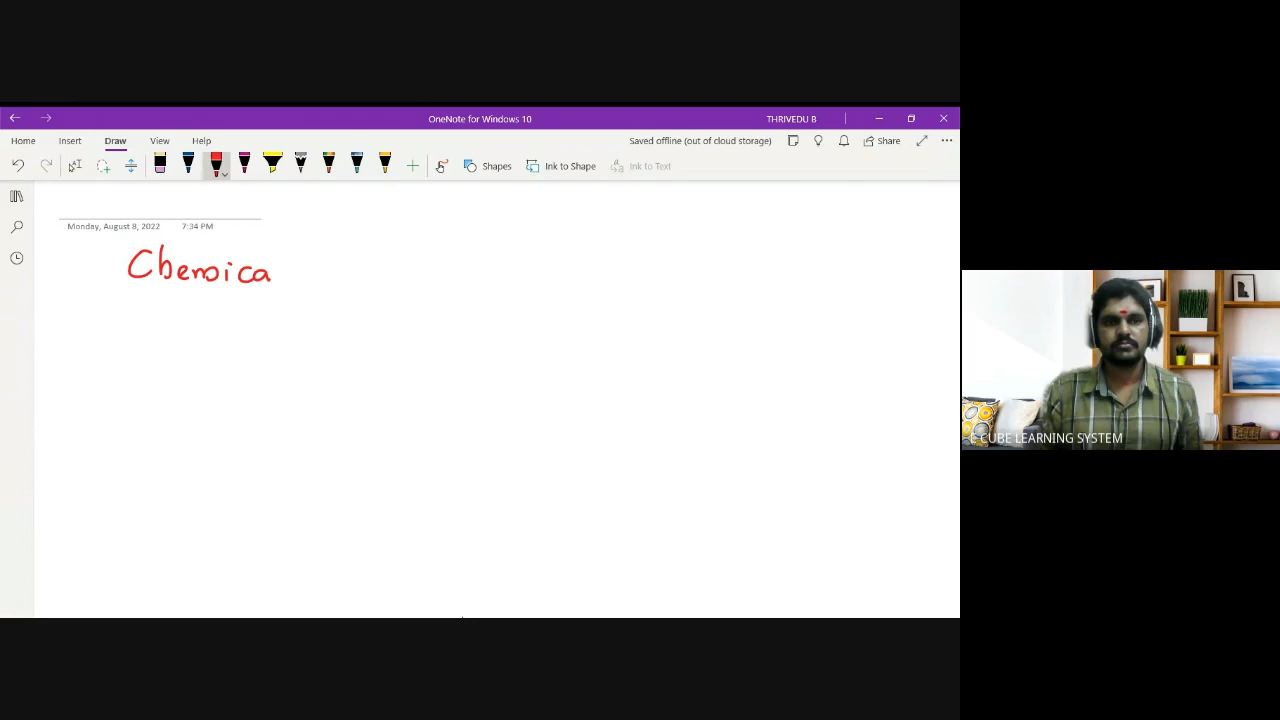 OneNote for Windows 10
THRIVEDU B
Home Insert Draw View Help
Saved offline (out of cloud storage)
Share
Shapes
Ink to Shape
Ink to Text
Monday, August 8, 2022 7:34 PM
Chemica
E CUBE LEARNING SYSTEM